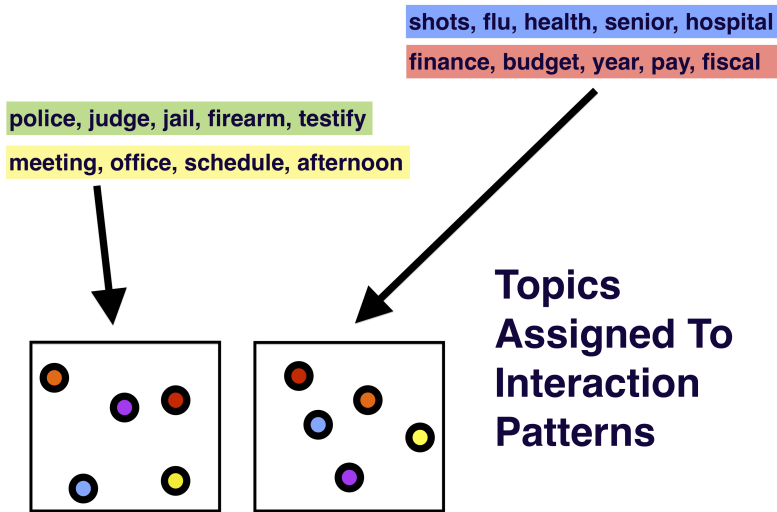 shots, flu, health, senior, hospital
finance, budget, year, pay, fiscal
police, judge, jail, firearm, testify
meeting, office, schedule, afternoon
Topics
Assigned To
Interaction
Patterns